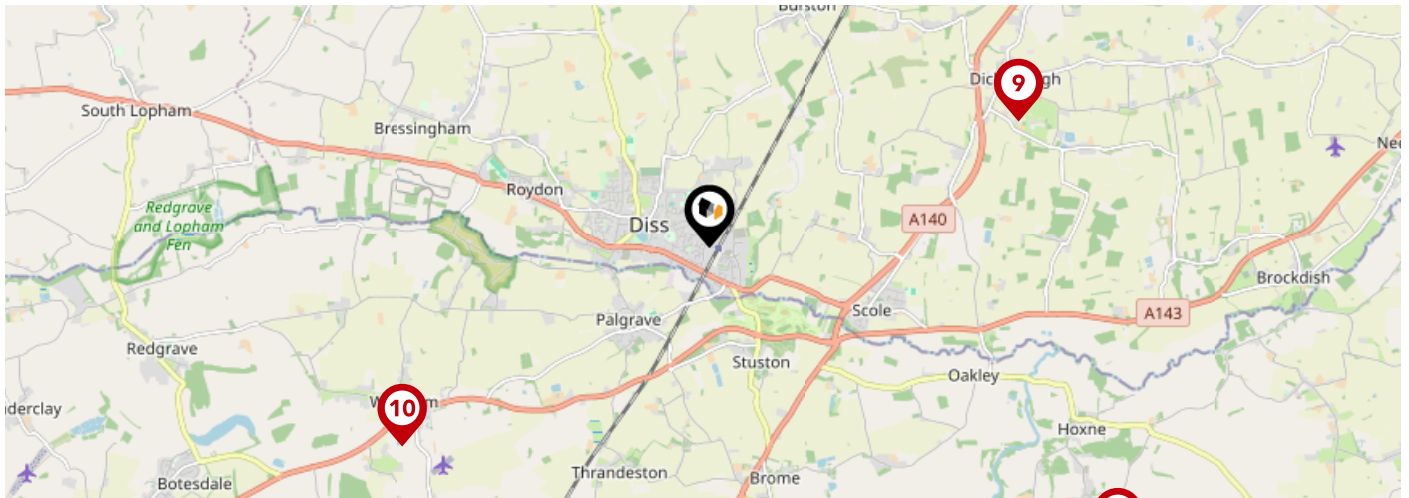 Burston
9
South Lopham
Bressingham
Roydon
Redgrave
and Lopham
Fen
Diss
A140
Brockdish
A143
Scole
Palgrave
Redgrave
Stuston
Oakley
10
Hoxne
Thrandeston
Brome
Botesdale